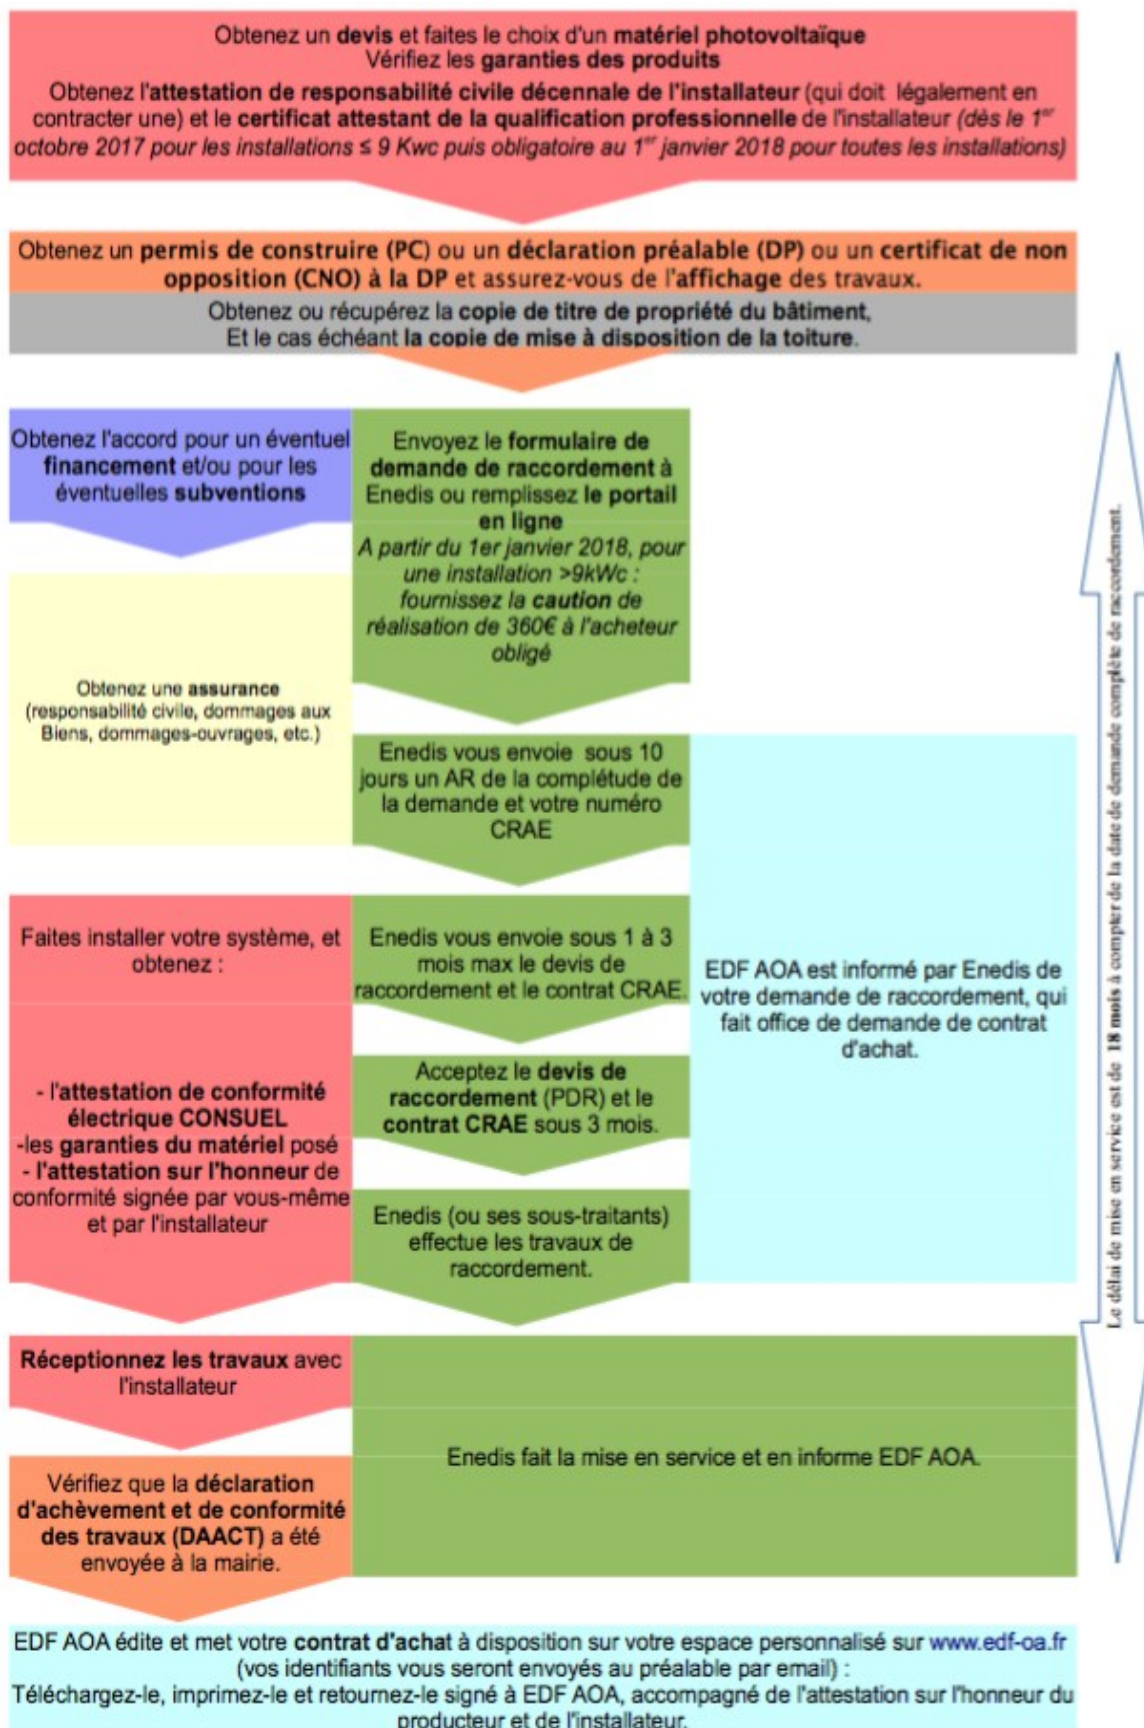 Obtenez un devis et faites le choix d'un matériel photovoltaïque
Vérifiez les garanties des produits
Obtenez l'attestation de responsabilité civile décennale de l'installateur (qui doit légalement en
contracter une) et le certificat attestant de la qualification professionnelle de l'installateur (dès le 1er
octobre 2017 pour les installations ≤ 9 Kwc puis obligatoire au 1er janvier 2018 pour toutes les installations)
Obtenez un permis de construire (PC) ou un déclaration préalable (DP) ou un certificat de non
opposition (CNO) à la DP et assurez-vous de l'affichage des travaux.
Obtenez ou récupérez la copie de titre de propriété du bâtiment,
Et le cas échéant la copie de mise à disposition de la toiture.
Obtenez l'accord pour un éventuel
financement et/ou pour les
éventuelles subventions
Envoyez le formulaire de
demande de raccordement à
Enedis ou remplissez le portail
en ligne
A partir du 1er janvier 2018, pour
une installation >9kWc :
fournissez la caution de
réalisation de 360€ à l'acheteur
obligé
Obtenez une assurance
(responsabilité civile, dommages aux
Biens, dommages-ouvrages, etc.)
Enedis vous envoie sous 10
jours un AR de la complétude de
la demande et votre numéro
CRAE
Faites installer votre système, et
obtenez :
- l'attestation de conformité
électrique CONSUEL
-les garanties du matériel posé
- l'attestation sur l'honneur de
conformité signée par vous-même
et par l'installateur
Enedis vous envoie sous 1 à 3
mois max le devis de
raccordement et le contrat CRAE.
Acceptez le devis de
raccordement (PDR) et le
contrat CRAE sous 3 mois.
Enedis (ou ses sous-traitants)
effectue les travaux de
raccordement.
EDF AOA est informé par Enedis de
votre demande de raccordement, qui
fait office de demande de contrat
d'achat.
Le délai de mise en service est de 18 mois à compter de la date de demande complète de raccordement.
Réceptionnez les travaux avec
l'installateur
Enedis fait la mise en service et en informe EDF AOA.
Vérifiez que la déclaration
d'achèvement et de conformité
des travaux (DAACT) a été
envoyée à la mairie.
EDF AOA édite et met votre contrat d'achat à disposition sur votre espace personnalisé sur www.edf-oa.fr
(vos identifiants vous seront envoyés au préalable par email) :
Téléchargez-le, imprimez-le et retournez-le signé à EDF AOA, accompagné de l'attestation sur l'honneur du
producteur et de l'installateur.